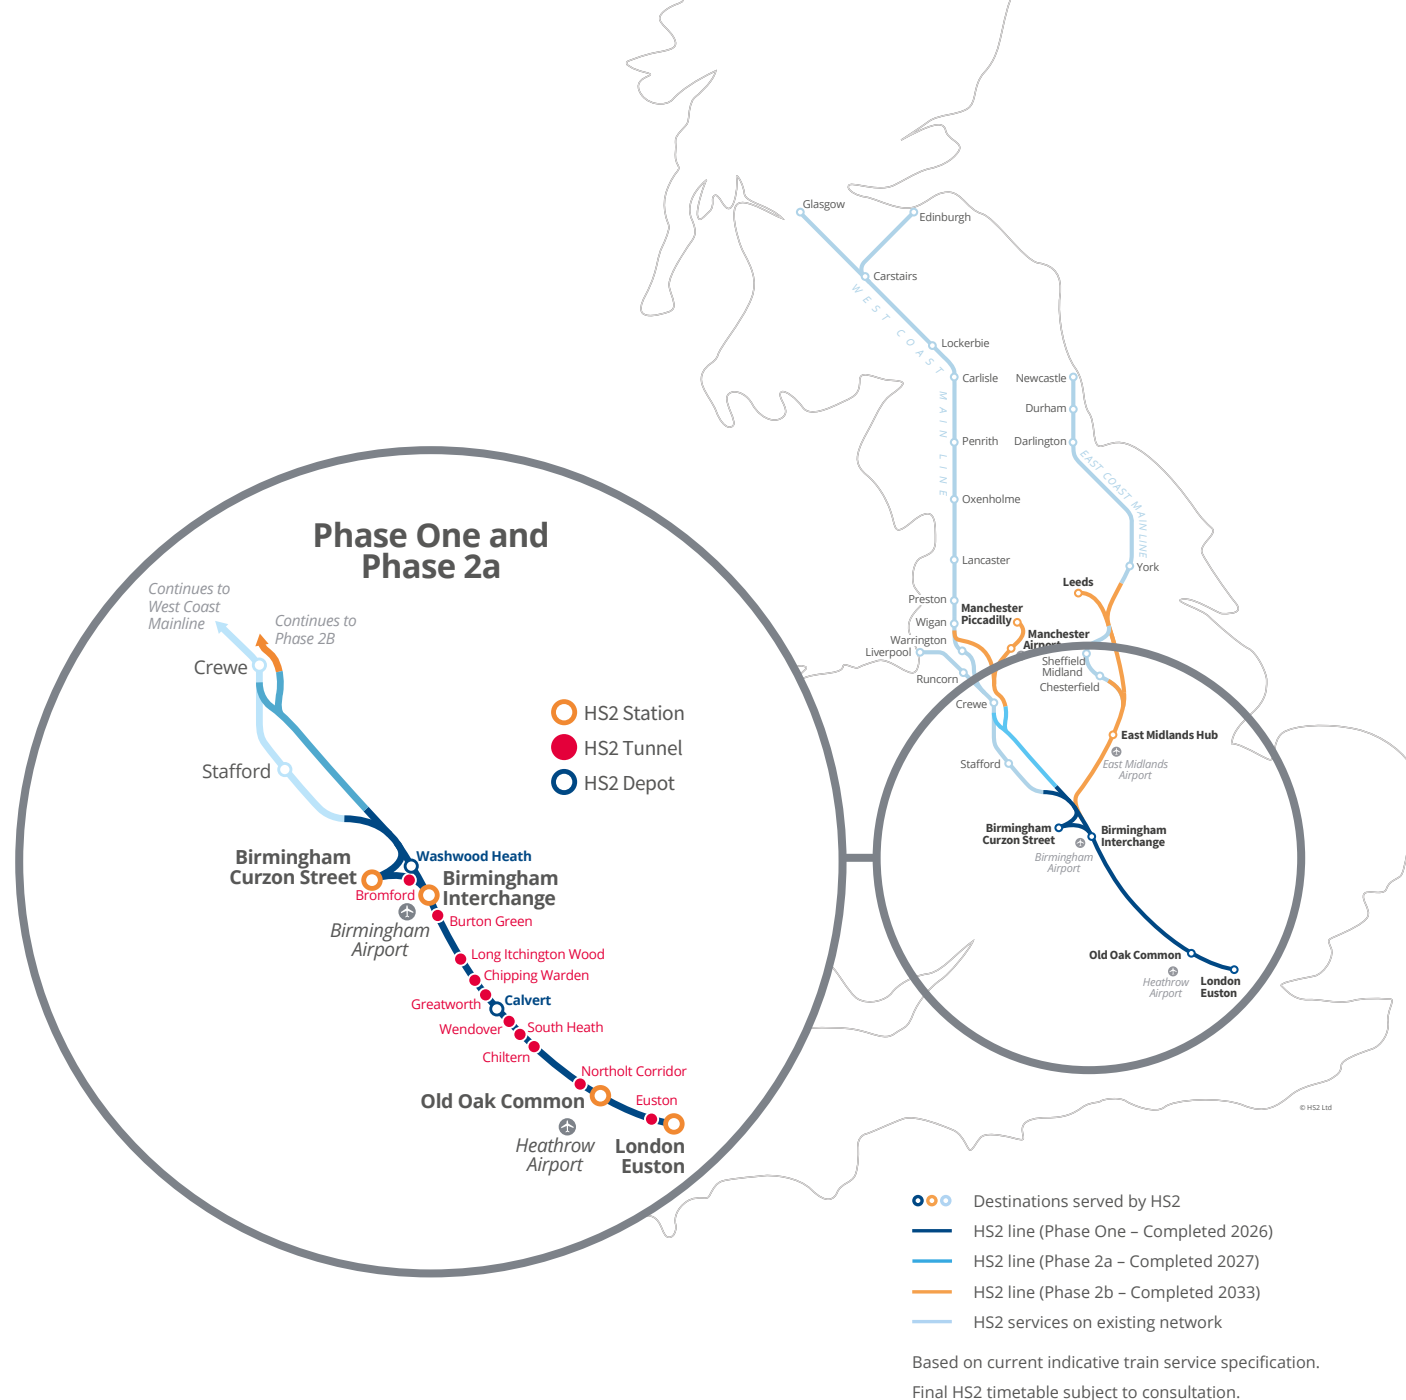 Glasgow
Edinburgh
Carstairs
WEST COAST MAIN LINE
Lockerbie
Carlisle
Newcastle
Durham
Penrith
Darlington
EAST COAST MAIN LINE
Oxenholme
Lancaster
York
Leeds
Preston
Manchester
Piccadilly
Wigan
Manchester
Airport
Warrington
Liverpool
Sheffield
Midland
Runcorn
Chesterfield
Crewe
East Midlands Hub
Stafford
East Midlands
Airport
Birmingham
Curzon Street
Birmingham
Interchange
Birmingham
Airport
Old Oak Common
Heathrow
Airport
London
Euston
© HS2 Ltd
Phase One and
Phase 2a
Continues to
West Coast
Mainline
Continues to
Phase 2B
Crewe
HS2 Station
HS2 Tunnel
HS2 Depot
Stafford
Birmingham
Curzon Street
Washwood Heath
Birmingham
Interchange
Bromford
Birmingham
Airport
Burton Green
Long Itchington Wood
Chipping Warden
Greatworth
Calvert
Wendover
South Heath
Chiltern
Northolt Corridor
Old Oak Common
Euston
Heathrow
Airport
London
Euston
Destinations served by HS2
HS2 line (Phase One – Completed 2026)
HS2 line (Phase 2a – Completed 2027)
HS2 line (Phase 2b – Completed 2033)
HS2 services on existing network
Based on current indicative train service specification.
Final HS2 timetable subject to consultation.